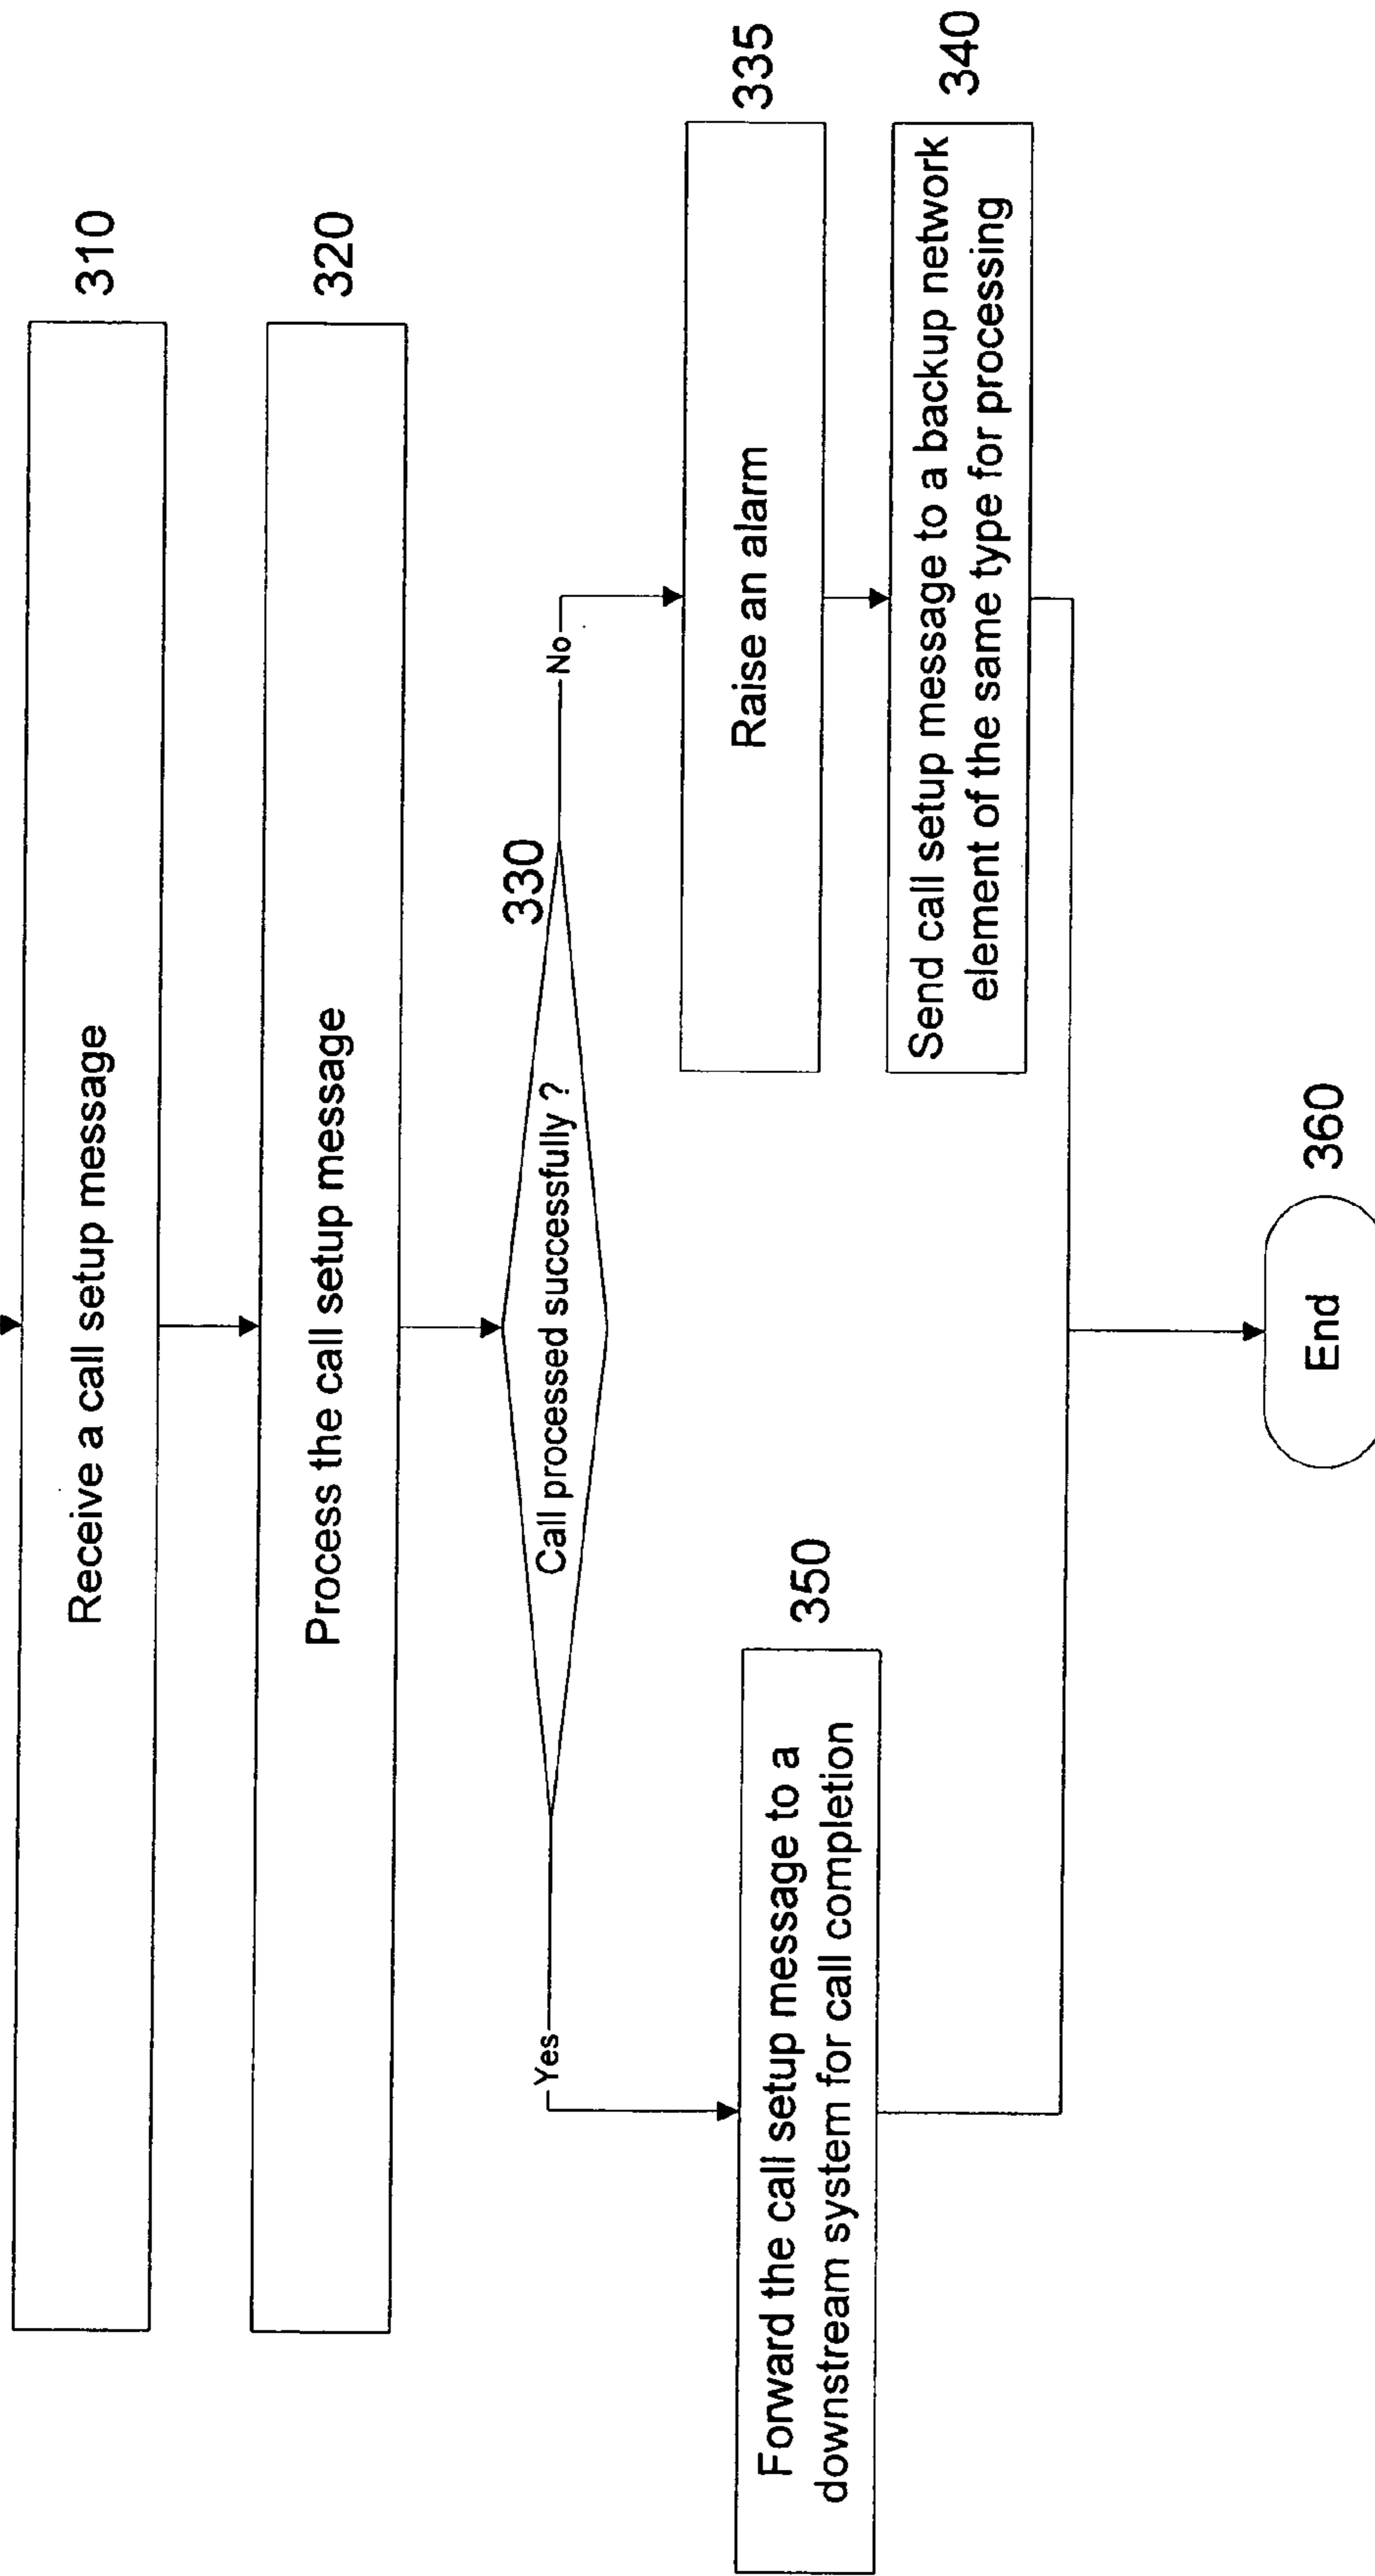 310
Receive a call setup message
320
Process the call setup message
330
Call processed successfully ?
Yes
No
350
Forward the call setup message to a
downstream system for call completion
335
Raise an alarm
340
Send call setup message to a backup network
element of the same type for processing
360
End